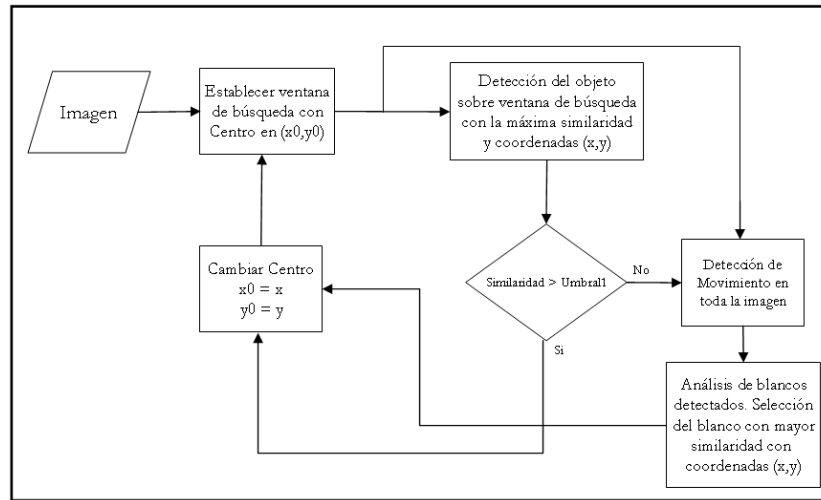 Imagen
Establecer ventana
de búsqueda con
Centro en (x0,y0)
Detección del objeto
sobre ventana de búsqueda
con la máxima similaridad
y coordenadas (x,y)
Similaridad > Umbral1
No
Si
Detección de
Movimiento en
toda la imagen
Cambiar Centro
x0 = x
y0 = y
Análisis de blancos
detectados. Selección
del blanco con mayor
similaridad con
coordenadas (x,y)